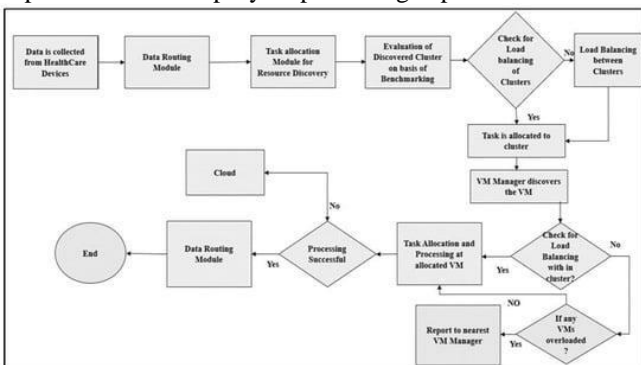 Data is collected
from HealthCare
Devices
Data Routing
Module
Task allocation
Module for
Resource Discovery
Evaluation of
Discovered Cluster
on basis of
Benchmarking
Check for
Load
balancing
of
Clusters
No
Load Balancing
between
Clusters
Yes
Task is allocated to
cluster
VM Manager discovers
the VM
Check for
Load
Balancing
with in
cluster?
No
Yes
Task Allocation and
Processing at
allocated VM
NO
If any
VMs
overloaded
?
Yes
Report to nearest
VM Manager
Processing
Successful
No
Cloud
Yes
Data Routing
Module
End